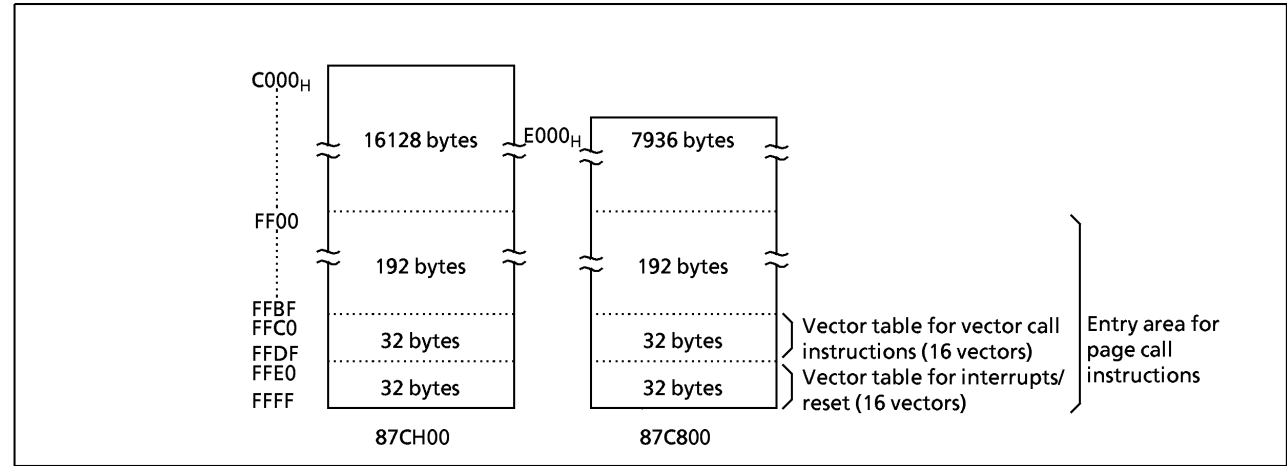 C000H
16128 bytes
E000H
7936 bytes
FF00
192 bytes
192 bytes
FFBF
FFC0
32 bytes
32 bytes
Vector table for vector call
instructions (16 vectors)
FFDF
FFE0
32 bytes
32 bytes
Vector table for interrupts/
reset (16 vectors)
FFFF
Entry area for
page call
instructions
87CH00
87C800